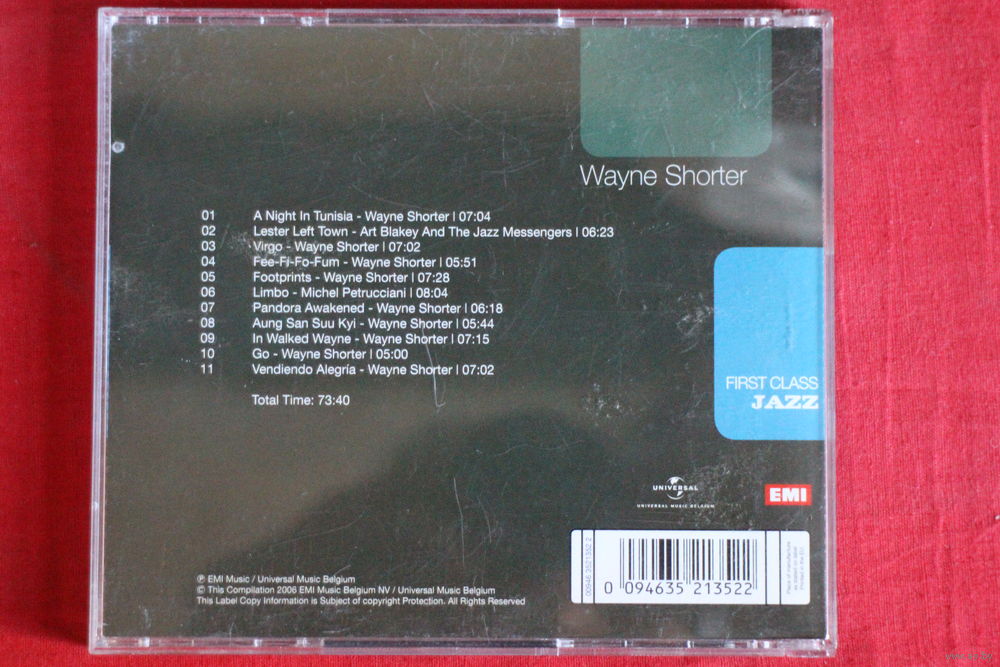 Wayne Shorter
01 A Night In Tunisia - Wayne Shorter | 07:04
02 Lester Left Town - Art Blakey And The Jazz Messengers | 06:23
03 Virgo - Wayne Shorter | 07:02
04 Fee-Fi-Fo-Fum - Wayne Shorter | 05:51
05 Footprints - Wayne Shorter | 07:28
06 Limbo - Michel Petrucciani | 08:04
07 Pandora Awakened - Wayne Shorter | 06:18
08 Aung San Suu Kyi - Wayne Shorter | 05:44
09 In Walked Wayne - Wayne Shorter | 07:15
10 Go - Wayne Shorter | 05:00
11 Vendiendo Alegría - Wayne Shorter | 07:02
Total Time: 73:40
FIRST CLASS
JAZZ
UNIVERSAL
UNIVERSAL MUSIC BELGIUM
EMI
0 094635 213522
Printed in the EU
℗ EMI Music / Universal Music Belgium
© This Compilation 2006 EMI Music Belgium NV / Universal Music Belgium
This Label Copy Information is Subject of copyright Protection. All Rights Reserved